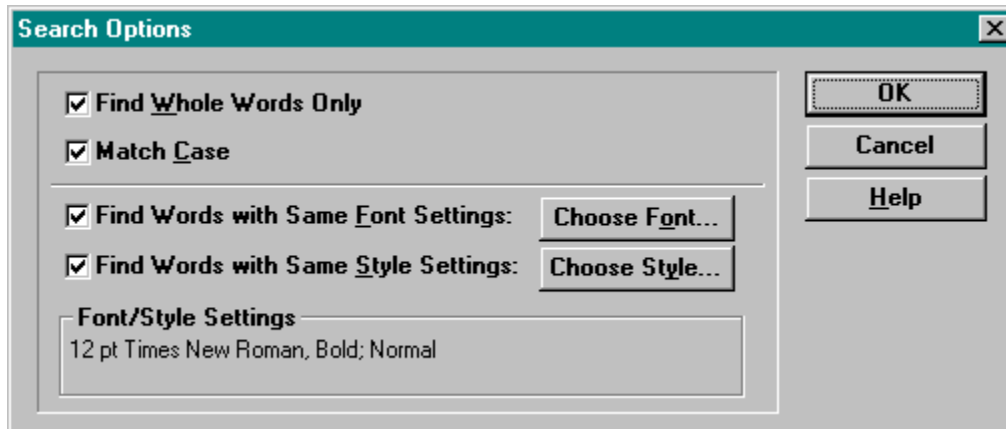 Search Options
Find Whole Words Only
Match Case
Find Words with Same Font Settings: Choose Font...
Find Words with Same Style Settings: Choose Style...
Font/Style Settings
12 pt Times New Roman, Bold; Normal
OK
Cancel
Help